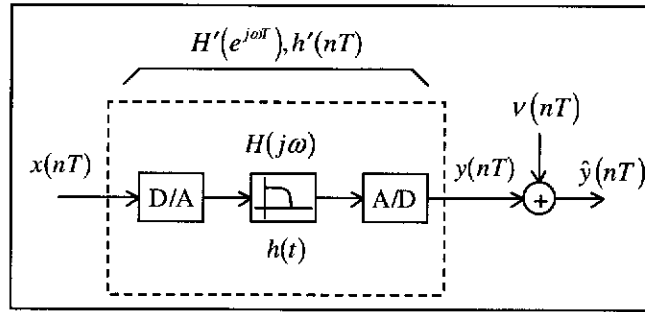 H′(e^{jωT}), h′(nT)
ν(nT)
H(jω)
x(nT)
y(nT)
ŷ(nT)
D/A
A/D
+
h(t)